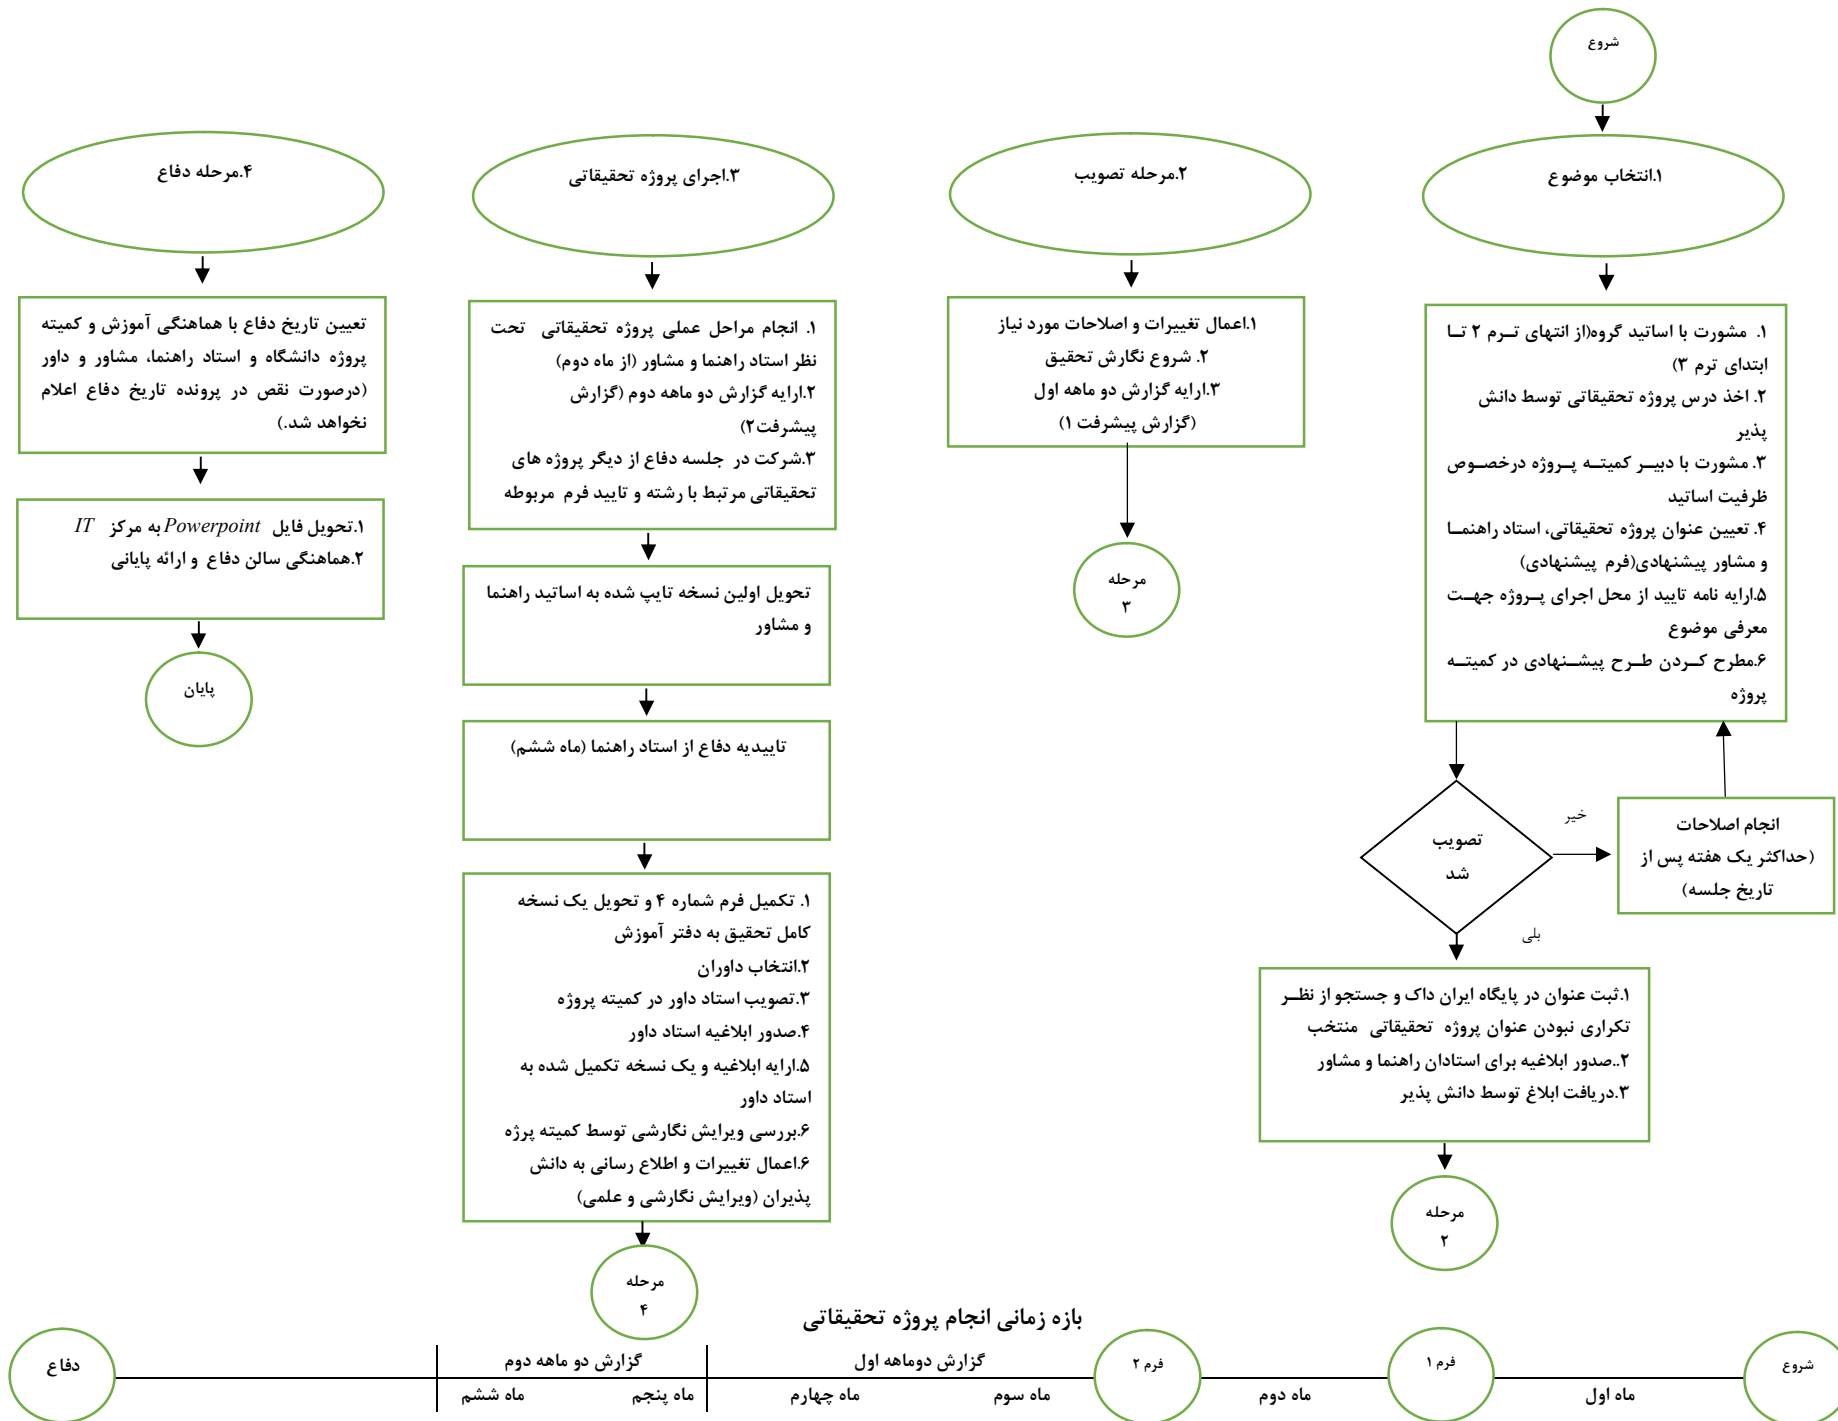 شروع
۱.انتخاب موضوع
۱. مشورت با اساتید گروه(از انتهای ترم ۲ تا
ابتدای ترم ۳)
۲. اخذ درس پروژه تحقیقاتی توسط دانش
پذیر
۳. مشورت با دبیر کمیته پروژه درخصوص
ظرفیت اساتید
۴. تعیین عنوان پروژه تحقیقاتی، استاد راهنما
و مشاور پیشنهادی(فرم پیشنهادی)
۵.ارایه نامه تایید از محل اجرای پروژه جهت
معرفی موضوع
۶.مطرح کردن طرح پیشنهادی در کمیته
پروژه
تصویب
شد
خیر
انجام اصلاحات
(حداکثر یک هفته پس از
تاریخ جلسه)
بلی
۱.ثبت عنوان در پایگاه ایران داک و جستجو از نظر
تکراری نبودن عنوان پروژه تحقیقاتی منتخب
۲..صدور ابلاغیه برای استادان راهنما و مشاور
۳.دریافت ابلاغ توسط دانش پذیر
مرحله
۲
۲.مرحله تصویب
۱.اعمال تغییرات و اصلاحات مورد نیاز
۲. شروع نگارش تحقیق
۳.ارایه گزارش دو ماهه اول
(گزارش پیشرفت ۱)
مرحله
۳
۳.اجرای پروژه تحقیقاتی
۱. انجام مراحل عملی پروژه تحقیقاتی تحت
نظر استاد راهنما و مشاور (از ماه دوم)
۲.ارایه گزارش دو ماهه دوم (گزارش
پیشرفت۲)
۳.شرکت در جلسه دفاع از دیگر پروژه های
تحقیقاتی مرتبط با رشته و تایید فرم مربوطه
تحویل اولین نسخه تایپ شده به اساتید راهنما
و مشاور
تاییدیه دفاع از استاد راهنما (ماه ششم)
۱. تکمیل فرم شماره ۴ و تحویل یک نسخه
کامل تحقیق به دفتر آموزش
۲.انتخاب داوران
۳.تصویب استاد داور در کمیته پروژه
۴.صدور ابلاغیه استاد داور
۵.ارایه ابلاغیه و یک نسخه تکمیل شده به
استاد داور
۶.بررسی ویرایش نگارشی توسط کمیته پرژه
۶.اعمال تغییرات و اطلاع رسانی به دانش
پذیران (ویرایش نگارشی و علمی)
مرحله
۴
۴.مرحله دفاع
تعیین تاریخ دفاع با هماهنگی آموزش و کمیته
پروژه دانشگاه و استاد راهنما، مشاور و داور
(درصورت نقص در پرونده تاریخ دفاع اعلام
نخواهد شد.)
۱.تحویل فایل Powerpoint به مرکز IT
۲.هماهنگی سالن دفاع و ارائه پایانی
پایان
بازه زمانی انجام پروژه تحقیقاتی
شروع
ماه اول
فرم ۱
ماه دوم
فرم ۲
گزارش دوماهه اول
ماه سوم
ماه چهارم
گزارش دو ماهه دوم
ماه پنجم
ماه ششم
دفاع